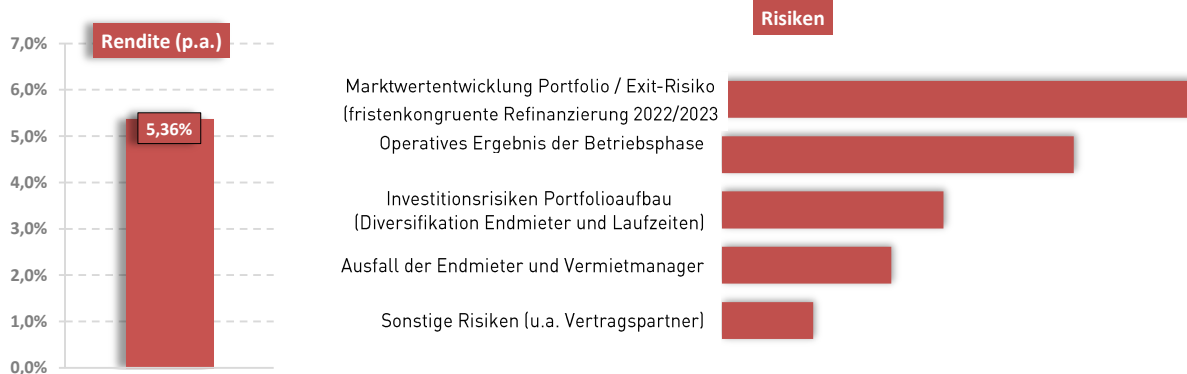 Rendite (p.a.)
7,0%
6,0%
5,0%
4,0%
3,0%
2,0%
1,0%
0,0%
5,36%
Risiken
Marktwertentwicklung Portfolio / Exit-Risiko
(fristenkongruente Refinanzierung 2022/2023
Operatives Ergebnis der Betriebsphase
Investitionsrisiken Portfolioaufbau
(Diversifikation Endmieter und Laufzeiten)
Ausfall der Endmieter und Vermietmanager
Sonstige Risiken (u.a. Vertragspartner)